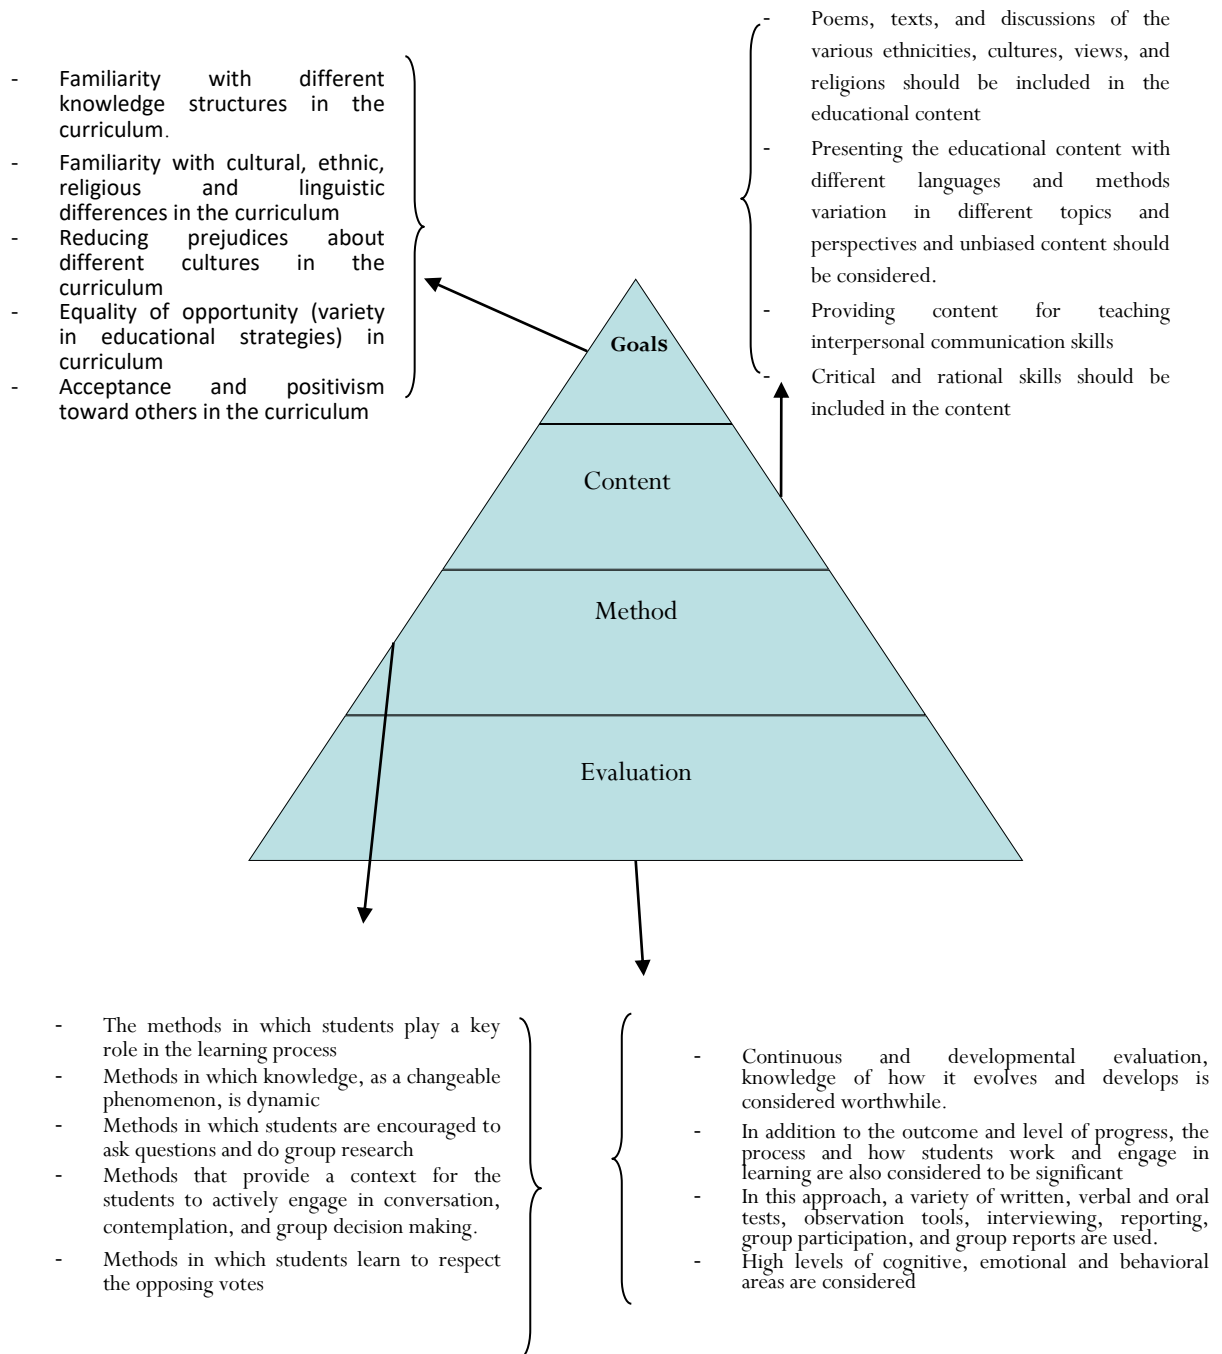 - Familiarity with different
knowledge structures in the
curriculum.
- Familiarity with cultural, ethnic,
religious and linguistic
differences in the curriculum
- Reducing prejudices about
different cultures in the
curriculum
- Equality of opportunity (variety
in educational strategies) in
curriculum
- Acceptance and positivism
toward others in the curriculum
- Poems, texts, and discussions of the
various ethnicities, cultures, views, and
religions should be included in the
educational content
- Presenting the educational content with
different languages and methods
variation in different topics and
perspectives and unbiased content should
be considered.
- Providing content for teaching
interpersonal communication skills
- Critical and rational skills should be
included in the content
Goals
Content
Method
Evaluation
- The methods in which students play a key
role in the learning process
- Methods in which knowledge, as a changeable
phenomenon, is dynamic
- Methods in which students are encouraged to
ask questions and do group research
- Methods that provide a context for the
students to actively engage in conversation,
contemplation, and group decision making.
- Methods in which students learn to respect
the opposing votes
- Continuous and developmental evaluation,
knowledge of how it evolves and develops is
considered worthwhile.
- In addition to the outcome and level of progress, the
process and how students work and engage in
learning are also considered to be significant
- In this approach, a variety of written, verbal and oral
tests, observation tools, interviewing, reporting,
group participation, and group reports are used.
- High levels of cognitive, emotional and behavioral
areas are considered